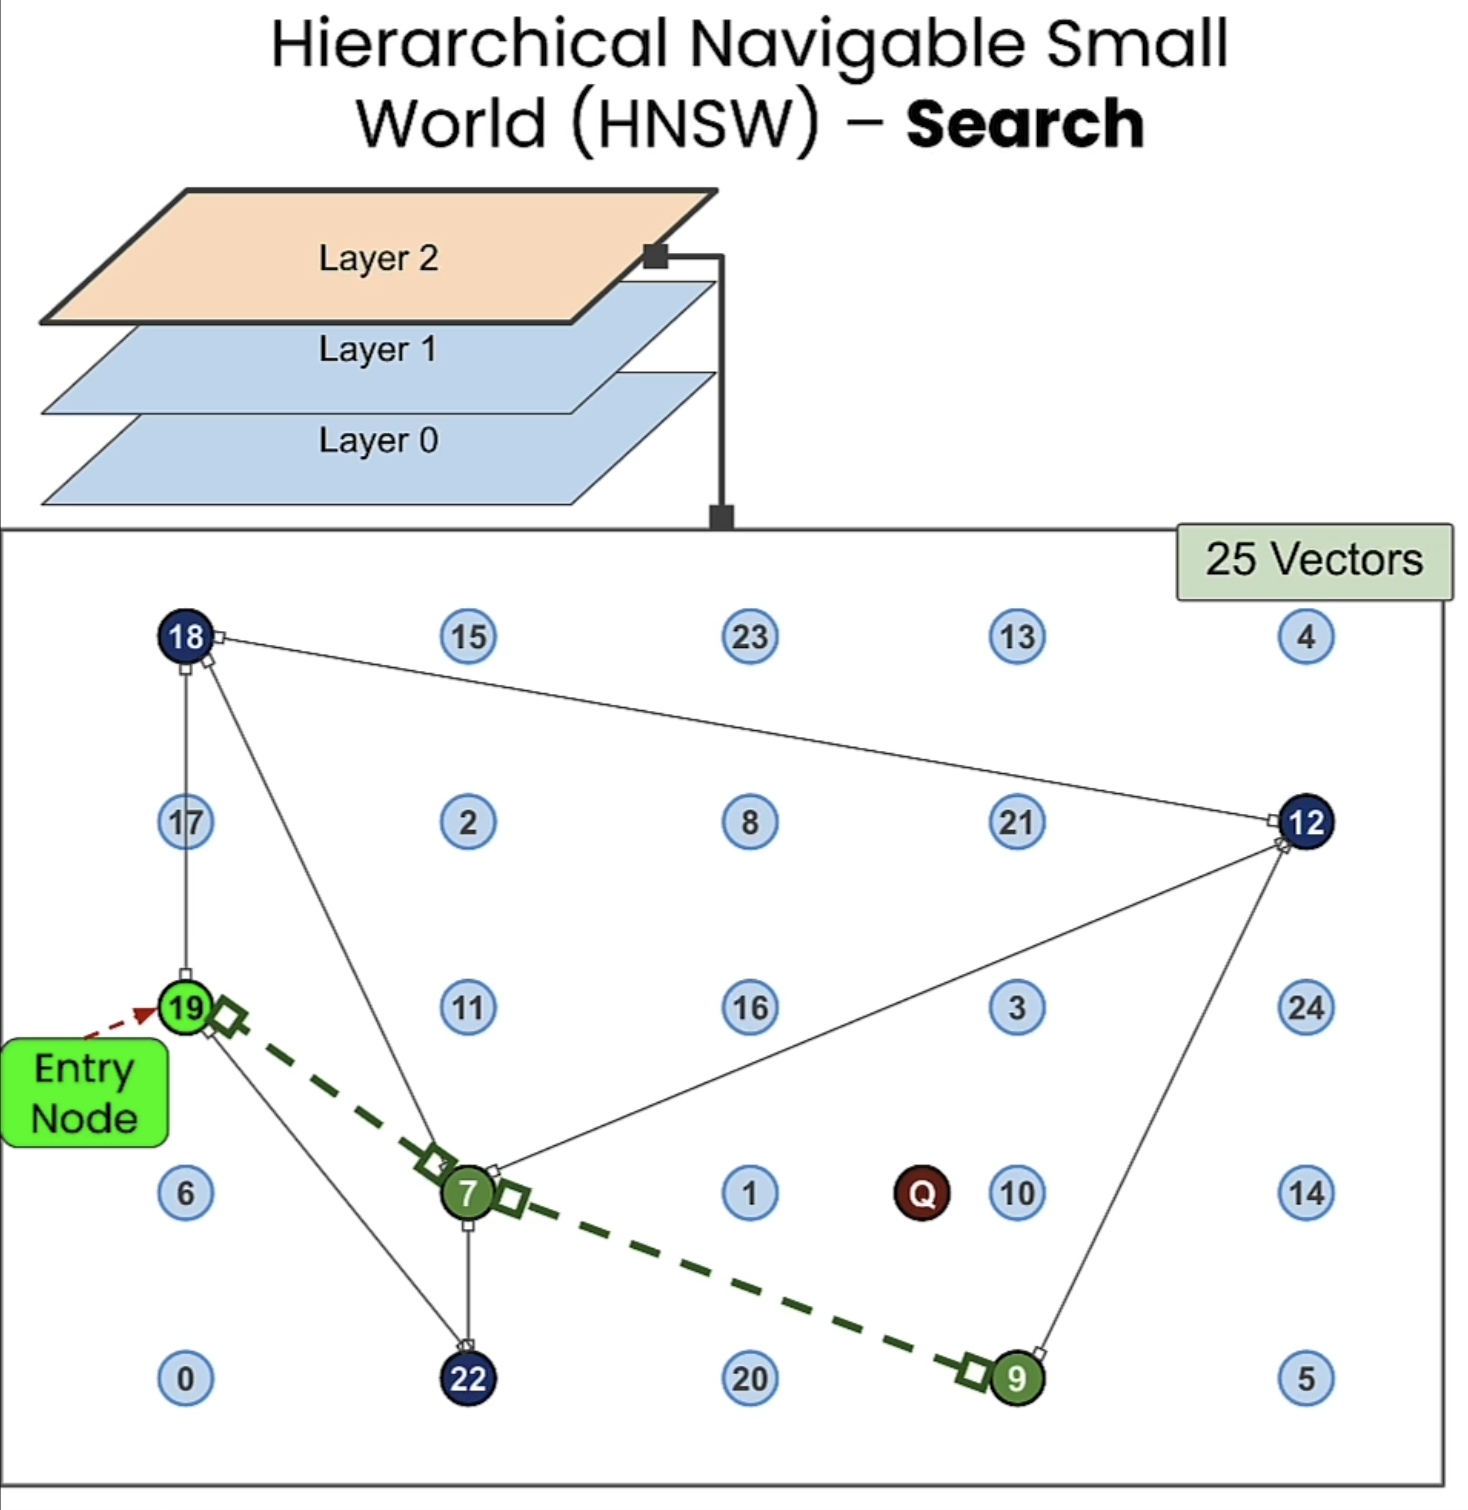 Hierarchical Navigable Small
World (HNSW) – Search
Layer 2
Layer 1
Layer 0
25 Vectors
18 15 23 13 4
17 2 8 21 12
19 11 16 3 24
Entry
Node
6 7 1 Q 10 14
0 22 20 9 5